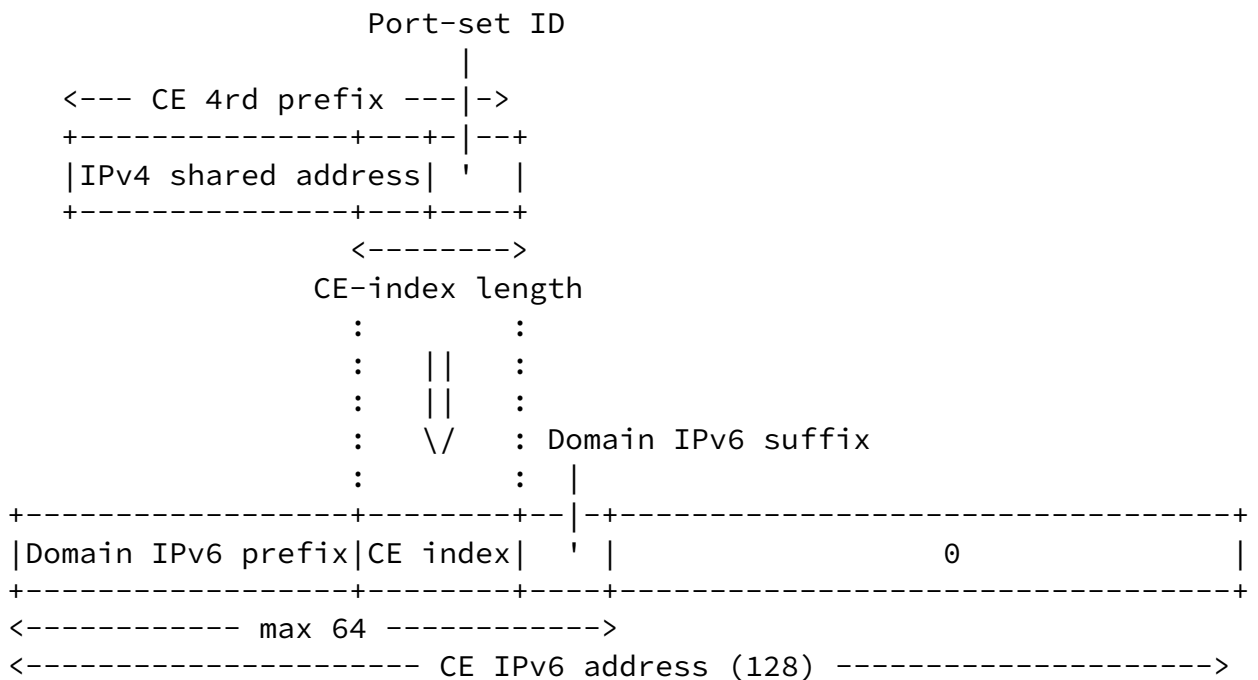 Port-set ID
|
<--- CE 4rd prefix ---|->
+---------------+---+-|--+
|IPv4 shared address| '  |
+---------------+---+----+
<-------->
CE-index length
:        :
:   ||   :
:   ||   :
:   \/   : Domain IPv6 suffix
:        :  |
+------------------+--------+--|-+---------------------------------+
|Domain IPv6 prefix|CE index|  ' |                 0               |
+------------------+--------+----+---------------------------------+
<------------ max 64 ------------>
<---------------------- CE IPv6 address (128) --------------------->